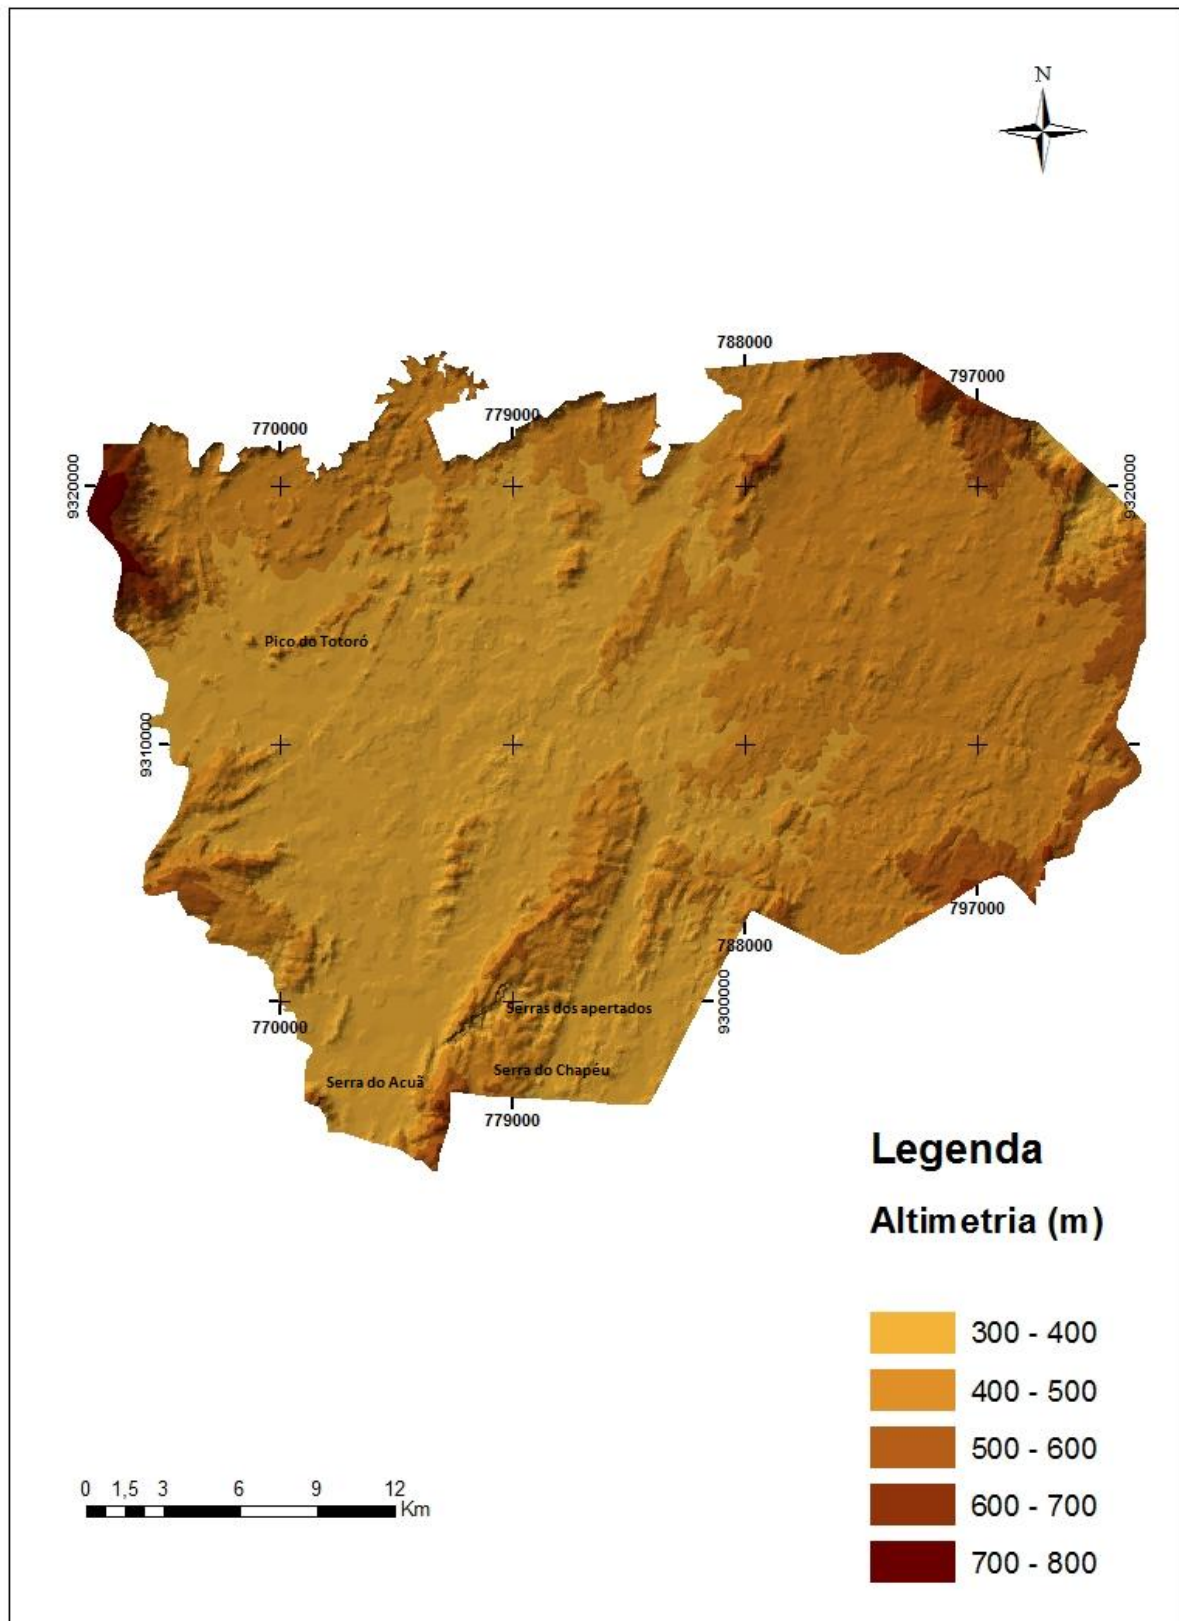 N
788000
797000
779000
770000
9320000
9320000
Pico do Totoró
9310000
797000
788000
9300000
Serras dos apertados
770000
Serra do Chapéu
Serra do Acuã
779000
Legenda
Altimetria (m)
300 - 400
400 - 500
500 - 600
600 - 700
700 - 800
0 1,5 3 6 9 12
Km